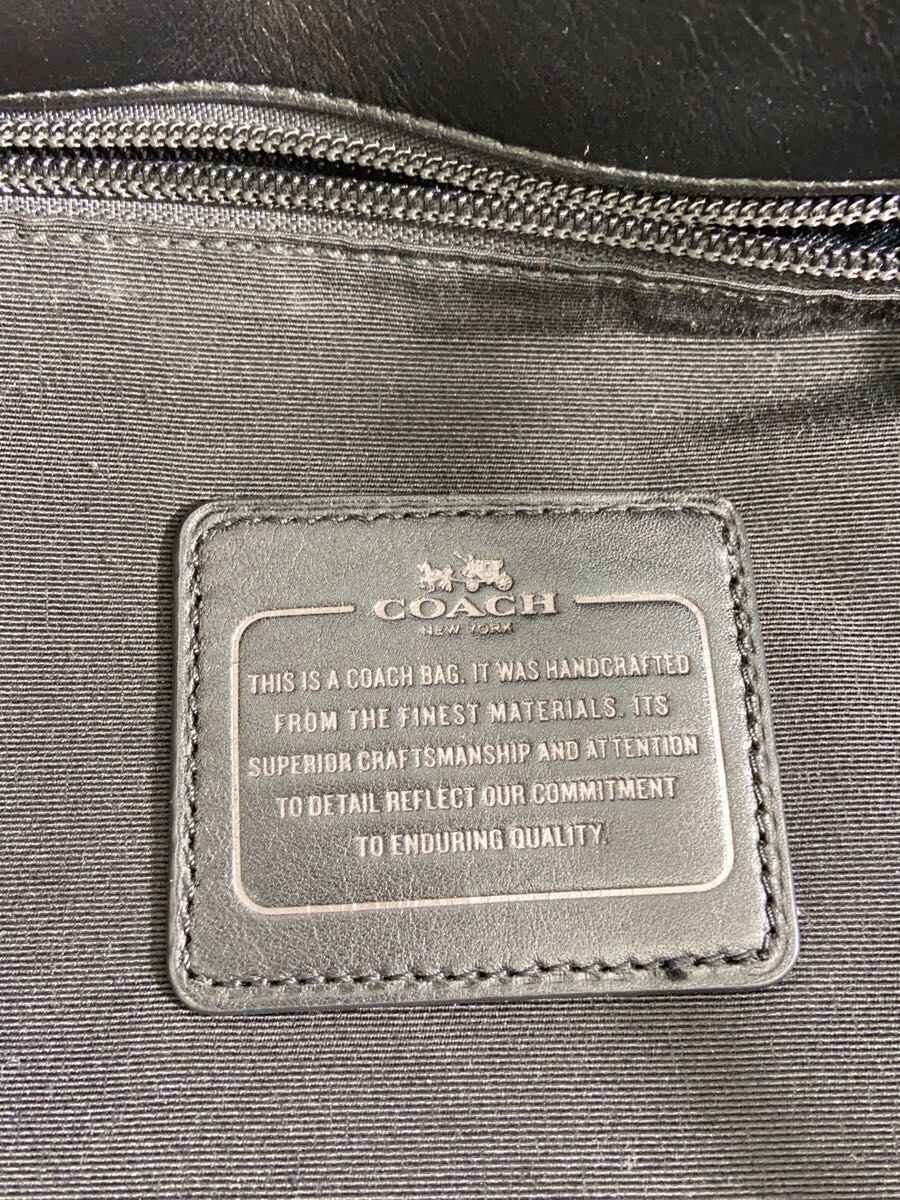 COACH
NEW YORK
THIS IS A COACH BAG. IT WAS HANDCRAFTED
FROM THE FINEST MATERIALS. ITS
SUPERIOR CRAFTSMANSHIP AND ATTENTION
TO DETAIL REFLECT OUR COMMITMENT
TO ENDURING QUALITY.